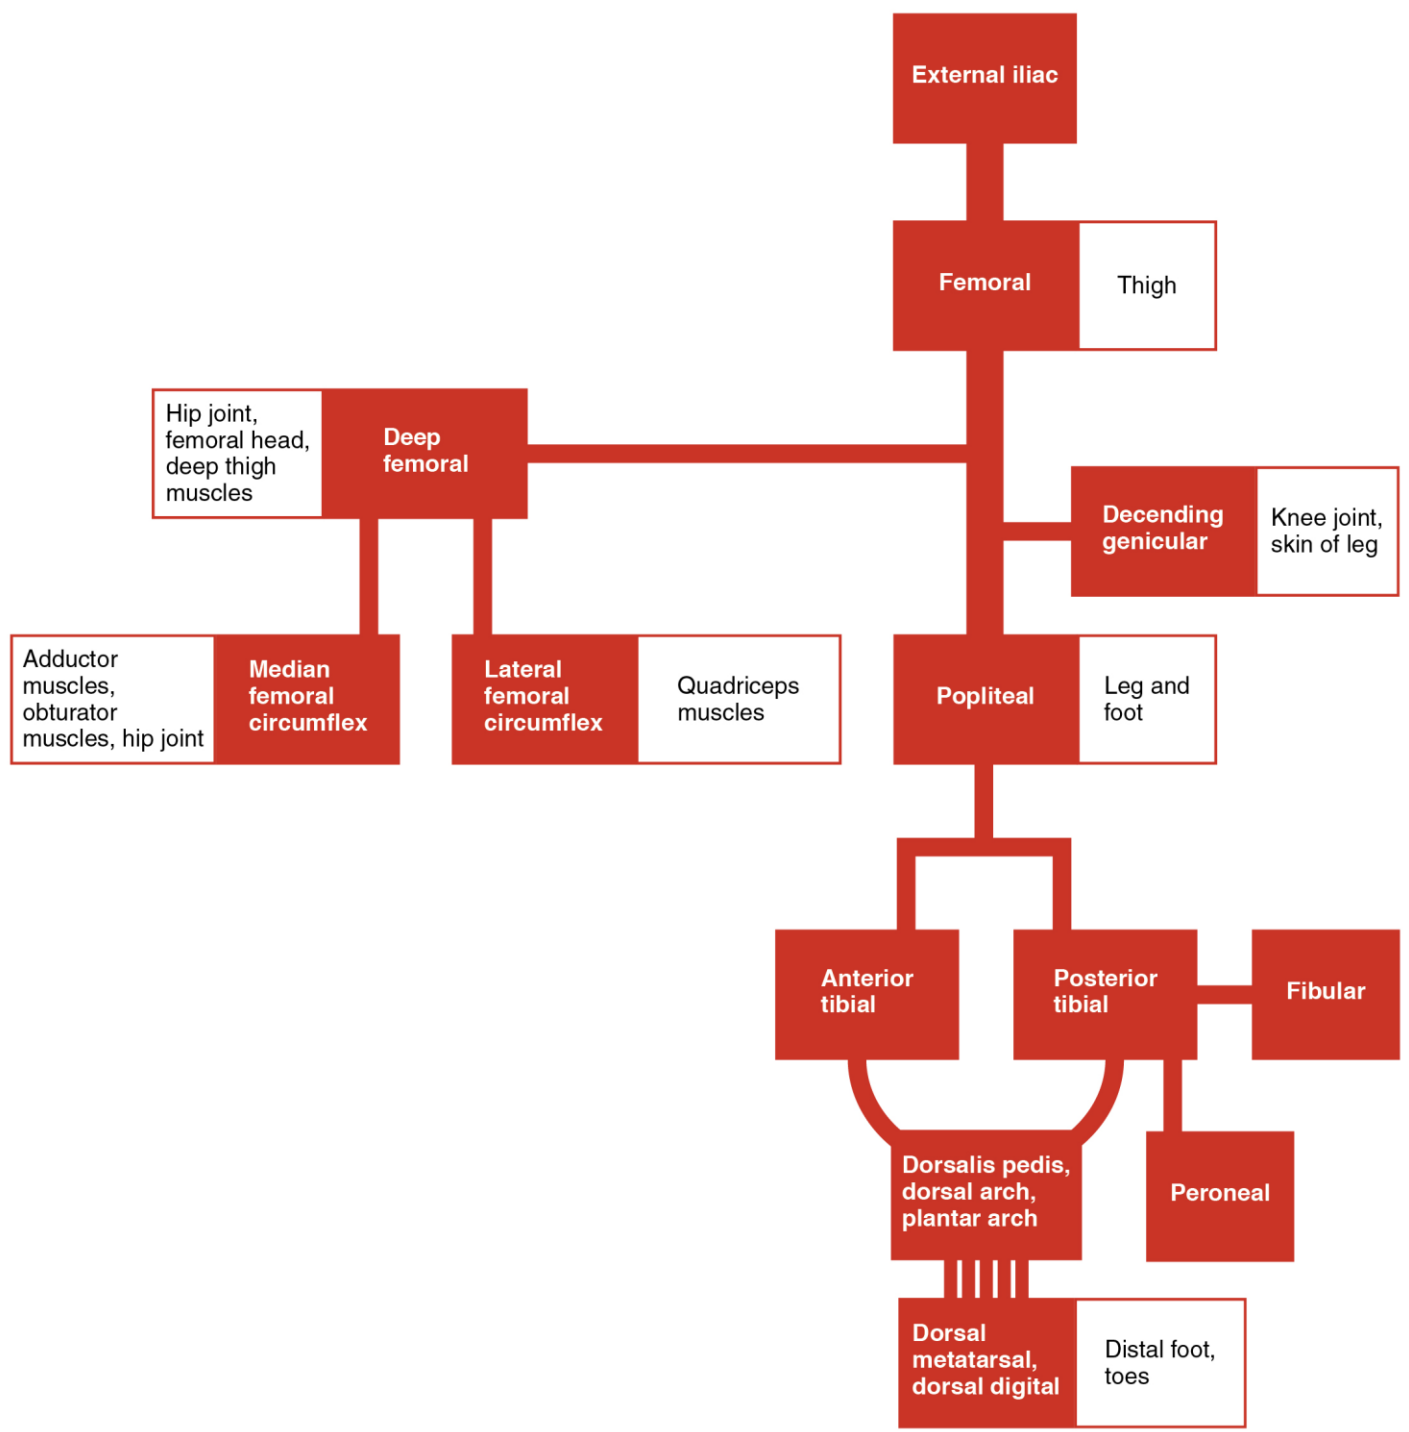 External iliac
Femoral
Thigh
Hip joint,
femoral head,
deep thigh
muscles
Deep
femoral
Decending
genicular
Knee joint,
skin of leg
Adductor
muscles,
obturator
muscles, hip joint
Median
femoral
circumflex
Lateral
femoral
circumflex
Quadriceps
muscles
Popliteal
Leg and
foot
Anterior
tibial
Posterior
tibial
Fibular
Dorsalis pedis,
dorsal arch,
plantar arch
Peroneal
Dorsal
metatarsal,
dorsal digital
Distal foot,
toes